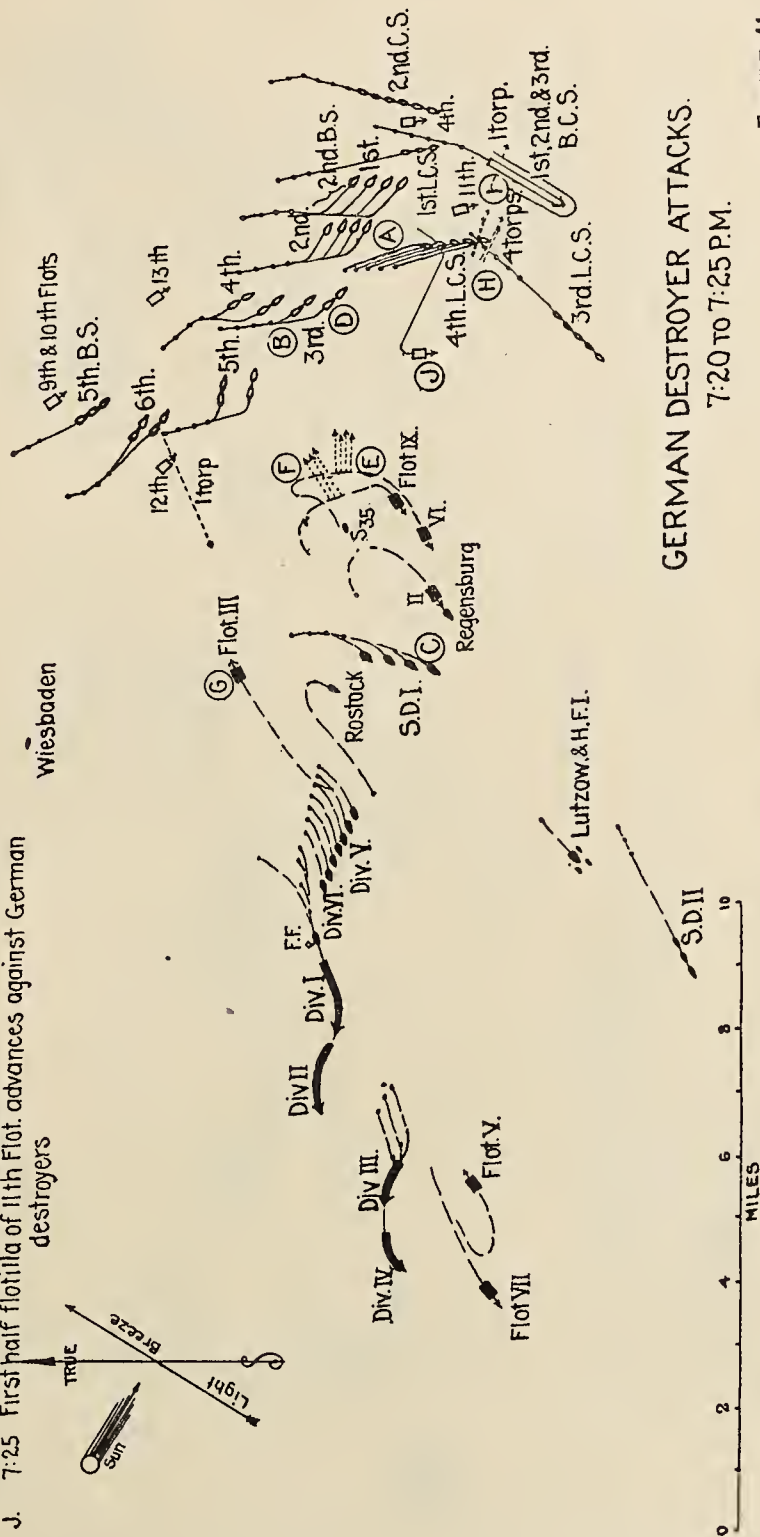 J. 7:25 First half flotilla of 11th Flot. advances against German
destroyers
TRUE
Sun
Light Breeze
Wiesbaden
9th & 10th Flots
5th. B.S.
6th.
13th
12th
1 torp
4th.
5th.
B
3rd.
D
2nd.
2nd. B.S.
1st.
2nd. C.S.
A
4th.
1st. L.C.S.
11th.
4th. L.C.S.
J
H
I
4 torps.
1 torp.
1st, 2nd. & 3rd.
B.C.S.
3rd. L.C.S.
F
E
S35
Flot IX.
VI.
II
Regensburg
G
Flot. III
Rostock
S.D.I.
C
F.F.
Div. VI.
Div. V.
Div. I
Div II
Div III.
Div. IV.
Flot. V.
Flot VII
Lutzow. & H.F.I.
S.D. II
GERMAN DESTROYER ATTACKS.
7:20 TO 7:25 P.M.
0 2 4 6 8 10
MILES